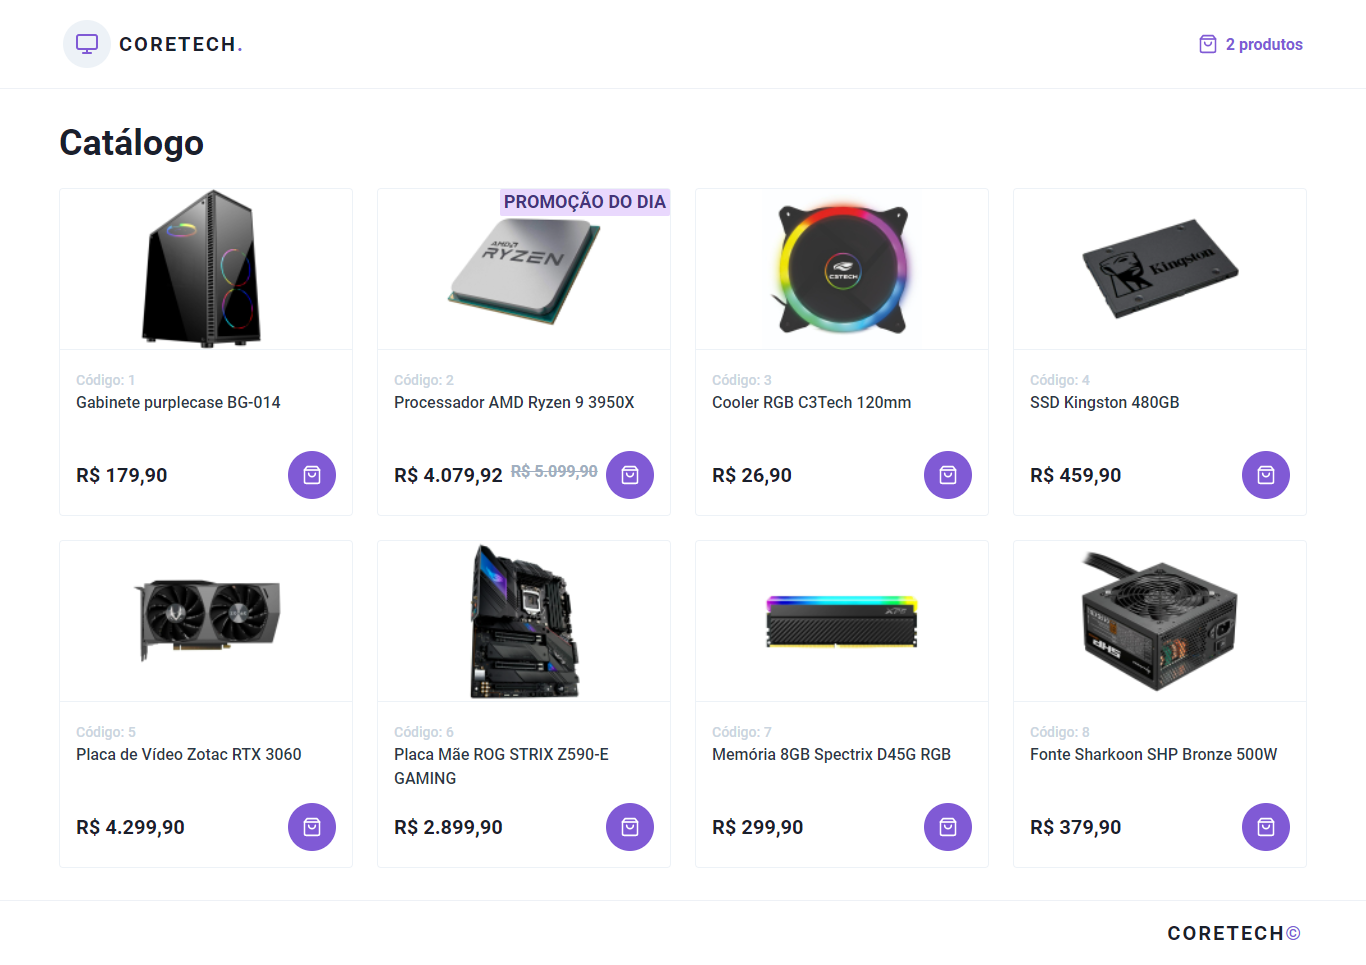 CORETECH.
2 produtos
Catálogo
PROMOÇÃO DO DIA
AMD
RYZEN
C3TECH
Kingston
Código: 1
Gabinete purplecase BG-014
R$ 179,90
Código: 2
Processador AMD Ryzen 9 3950X
R$ 4.079,92 R$ 5.099,90
Código: 3
Cooler RGB C3Tech 120mm
R$ 26,90
Código: 4
SSD Kingston 480GB
R$ 459,90
XPG
SHP
Código: 5
Placa de Vídeo Zotac RTX 3060
R$ 4.299,90
Código: 6
Placa Mãe ROG STRIX Z590-E
GAMING
R$ 2.899,90
Código: 7
Memória 8GB Spectrix D45G RGB
R$ 299,90
Código: 8
Fonte Sharkoon SHP Bronze 500W
R$ 379,90
CORETECH©